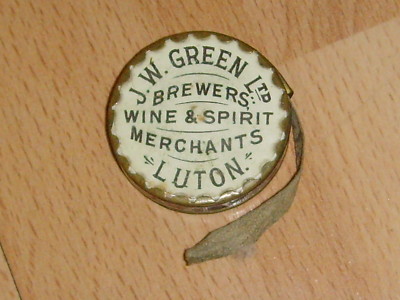 J. W. GREEN LTD
BREWERS,
WINE & SPIRIT
MERCHANTS
LUTON.